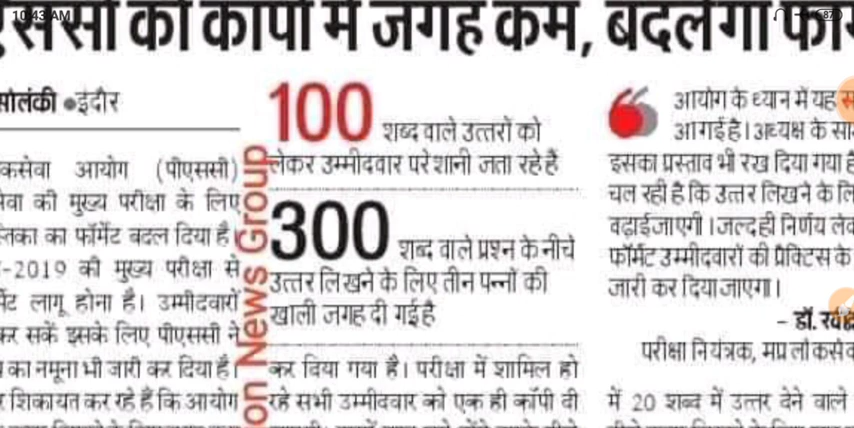 10:43 AM
की कापी में जगह कम, बदलेगा
सोलंकी ●इंदौर
आयोग (पीएससी)
की मुख्य परीक्षा के लिए
का फॉर्मेट बदल दिया है।
-2019 की मुख्य परीक्षा से
लागू होना है। उम्मीदवारों
कर सकें इसके लिए पीएससी ने
का नमूना भी जारी कर दिया है।
शिकायत कर रहे हैं कि आयोग
on News Group
100 शब्द वाले उत्तरों को
लेकर उम्मीदवार परेशानी जता रहे हैं
300 शब्द वाले प्रश्न के नीचे
उत्तर लिखने के लिए तीन पन्नों की
खाली जगह दी गई है
कर दिया गया है। परीक्षा में शामिल हो
रहे सभी उम्मीदवार को एक ही कॉपी दी
आयोग के ध्यान में यह
आ गई है। अध्यक्ष के
इसका प्रस्ताव भी रख दिया गया है
चल रही है कि उत्तर लिखने के
बढ़ाई जाएगी । जल्द ही निर्णय
फॉर्मेट उम्मीदवारों की प्रैक्टिस के
जारी कर दिया जाएगा।
– डॉ.
परीक्षा नियंत्रक, मप्र
में 20 शब्द में उत्तर देने वाले